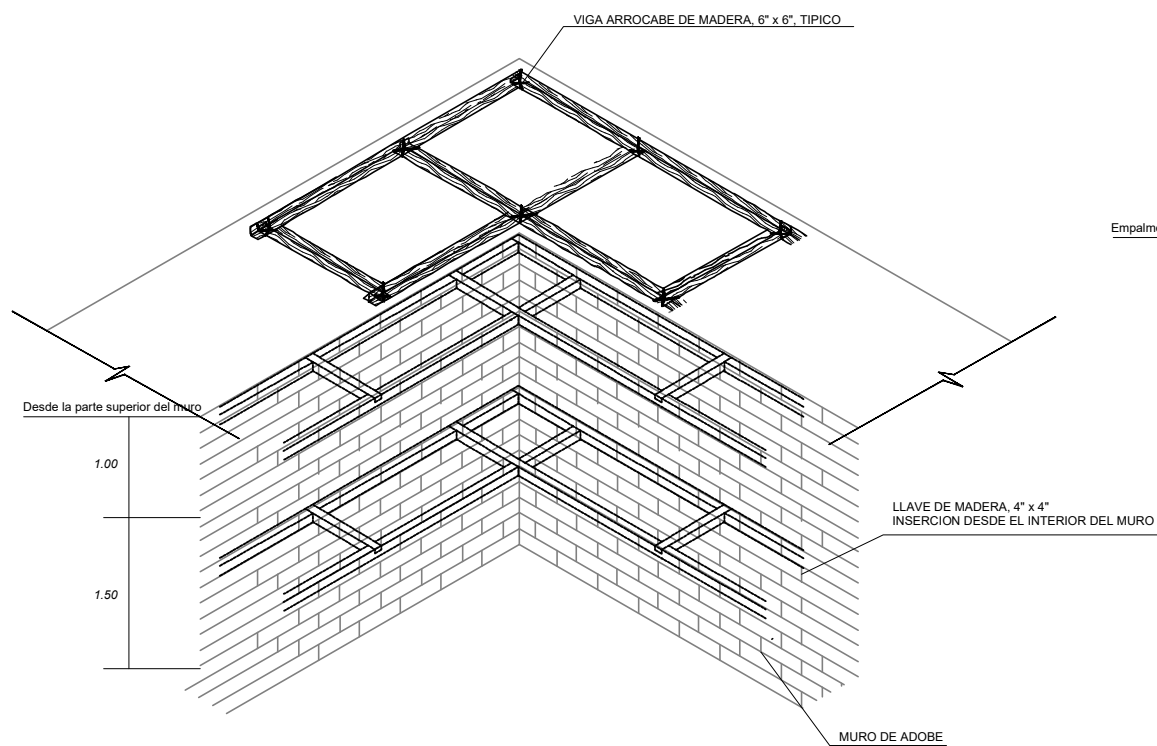 VIGA ARROCABE DE MADERA, 6" x 6", TIPICO
Empalme
Desde la parte superior del muro
1.00
LLAVE DE MADERA, 4" x 4"
INSERCION DESDE EL INTERIOR DEL MURO
1.50
MURO DE ADOBE